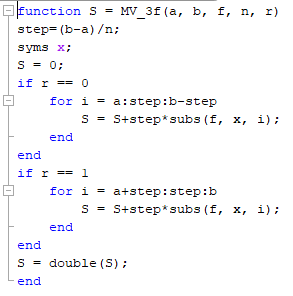 function S = MV_3f(a, b, f, n, r)
step=(b-a)/n;
syms x;
S = 0;
if r == 0
for i = a:step:b-step
S = S+step*subs(f, x, i);
end
end
if r == 1
for i = a+step:step:b
S = S+step*subs(f, x, i);
end
end
S = double(S);
end